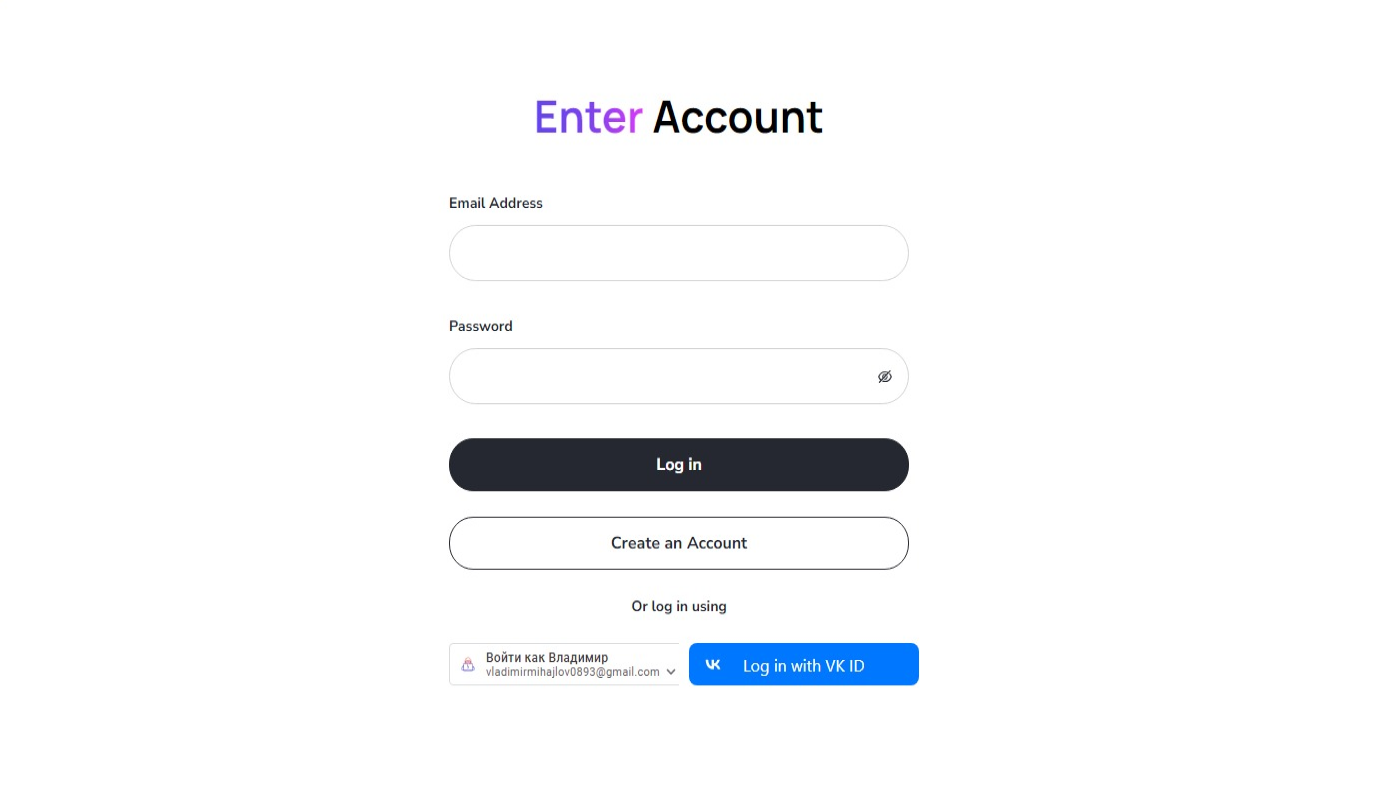 Enter Account
Email Address
Password
Log in
Create an Account
Or log in using
Войти как Владимир
vladimirmihajlov0893@gmail.com
Log in with VK ID